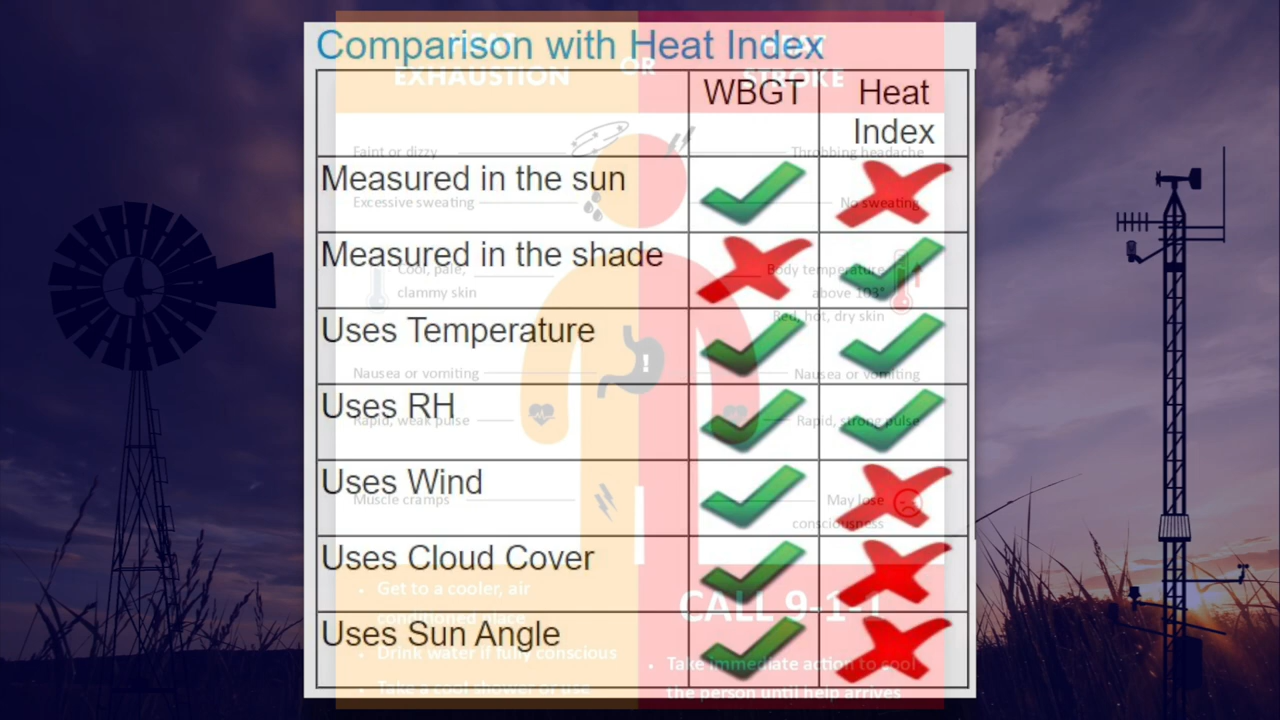 Comparison with Heat Index
HEAT EXHAUSTION
OR
HEAT STROKE
WBGT
Heat
Index
Faint or dizzy
Throbbing headache
Measured in the sun
Excessive sweating
No sweating
Measured in the shade
Cool, pale,
clammy skin
Body temperature
above 103°
Red, hot, dry skin
Uses Temperature
Nausea or vomiting
Nausea or vomiting
Uses RH
Rapid, weak pulse
Rapid, strong pulse
Uses Wind
Muscle cramps
May lose
consciousness
Uses Cloud Cover
• Get to a cooler, air
conditioned place
CALL 9-1-1
Uses Sun Angle
• Drink water if fully conscious
• Take a cool shower or use
• Take immediate action to cool
the person until help arrives